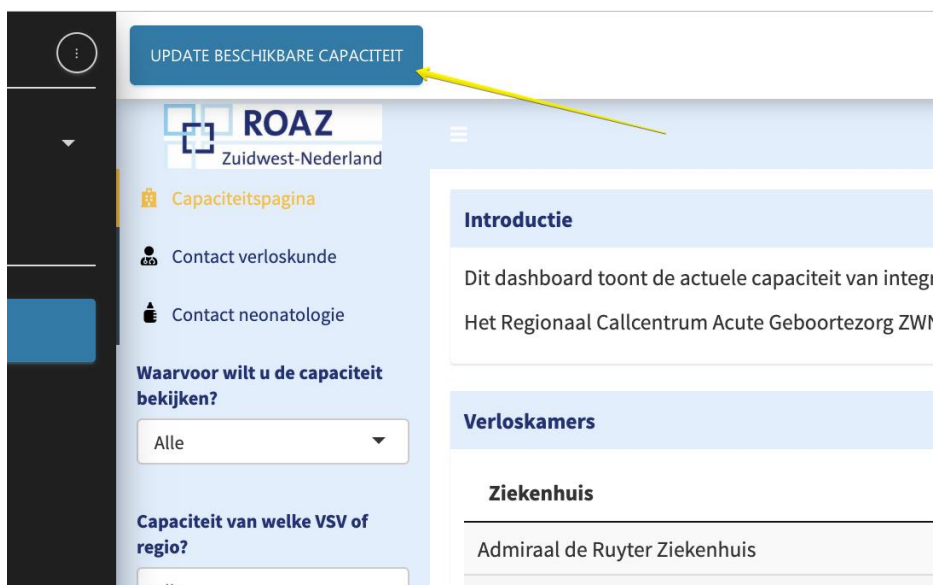 UPDATE BESCHIKBARE CAPACITEIT
ROAZ
Zuidwest-Nederland
Capaciteitspagina
Contact verloskunde
Contact neonatologie
Waarvoor wilt u de capaciteit
bekijken?
Alle
Capaciteit van welke VSV of
regio?
Introductie
Dit dashboard toont de actuele capaciteit van
Het Regionaal Callcentrum Acute Geboortezorg
Verloskamers
Ziekenhuis
Admiraal de Ruyter Ziekenhuis